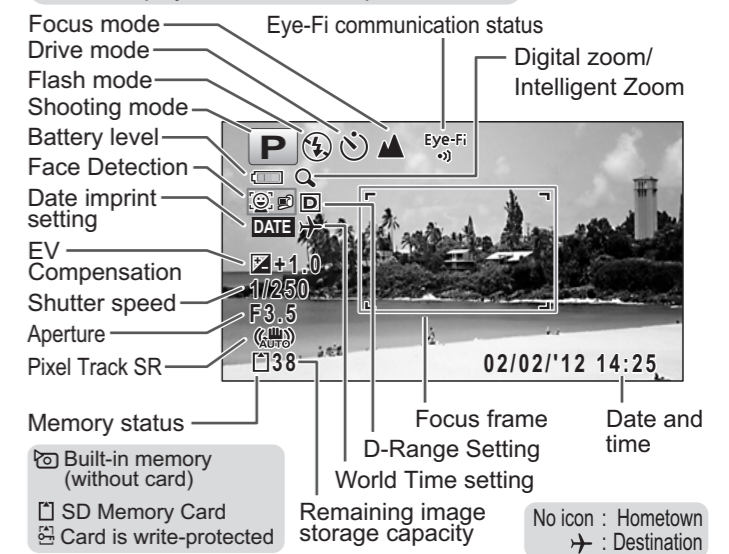 Focus mode
Eye-Fi communication status
Drive mode
Digital zoom/
Intelligent Zoom
Flash mode
Shooting mode
Battery level
Face Detection
Date imprint
setting
EV
Compensation
Shutter speed
Aperture
Pixel Track SR
Memory status
P
Eye-Fi
D
DATE
+1.0
1/250
F3.5
AUTO
38
02/02/'12 14:25
Focus frame
Date and
time
D-Range Setting
World Time setting
Remaining image
storage capacity
Built-in memory
(without card)
SD Memory Card
Card is write-protected
No icon : Hometown
: Destination